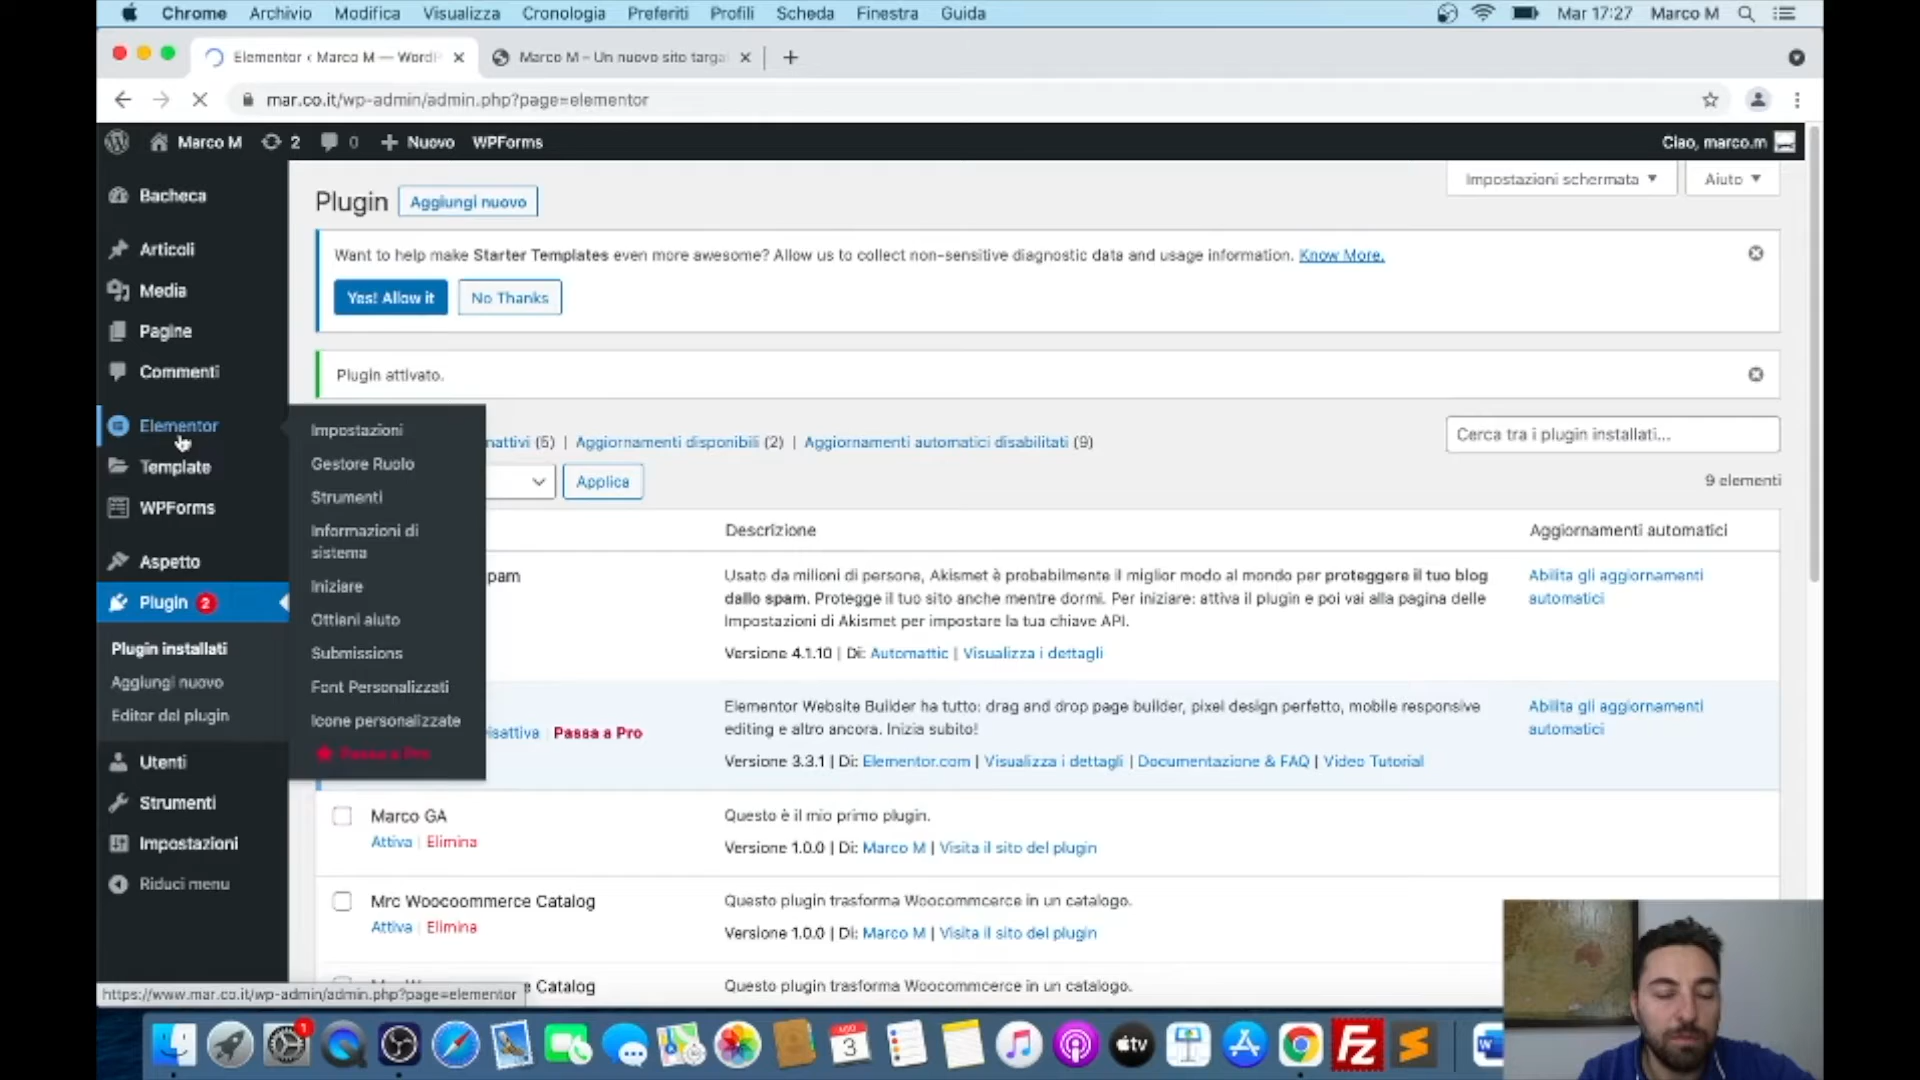 Chrome Archivio Modifica Visualizza Cronologia Preferiti Profili Scheda Finestra Guida Mar 17:27 Marco M
Elementor ‹ Marco M — WordP
Marco M – Un nuovo sito targa
mar.co.it/wp-admin/admin.php?page=elementor
Marco M 2 0 Nuovo WPForms Ciao, marco.m
Bacheca
Articoli
Media
Pagine
Commenti
Elementor
Template
WPForms
Aspetto
Plugin 2
Plugin installati
Aggiungi nuovo
Editor del plugin
Utenti
Strumenti
Impostazioni
Riduci menu
Impostazioni
Gestore Ruolo
Strumenti
Informazioni di
sistema
Iniziare
Ottieni aiuto
Submissions
Font Personalizzati
Icone personalizzate
Passa a Pro
Impostazioni schermata Aiuto
Plugin Aggiungi nuovo
Want to help make Starter Templates even more awesome? Allow us to collect non-sensitive diagnostic data and usage information. Know More.
Yes! Allow it No Thanks
Plugin attivato.
nattivi (5) | Aggiornamenti disponibili (2) | Aggiornamenti automatici disabilitati (9)
Cerca tra i plugin installati...
Applica
9 elementi
Descrizione Aggiornamenti automatici
pam
Usato da milioni di persone, Akismet è probabilmente il miglior modo al mondo per proteggere il tuo blog
dallo spam. Protegge il tuo sito anche mentre dormi. Per iniziare: attiva il plugin e poi vai alla pagina delle
Impostazioni di Akismet per impostare la tua chiave API.
Versione 4.1.10 | Di: Automattic | Visualizza i dettagli
Abilita gli aggiornamenti
automatici
isattiva Passa a Pro
Elementor Website Builder ha tutto: drag and drop page builder, pixel design perfetto, mobile responsive
editing e altro ancora. Inizia subito!
Versione 3.3.1 | Di: Elementor.com | Visualizza i dettagli | Documentazione & FAQ | Video Tutorial
Abilita gli aggiornamenti
automatici
Marco GA
Attiva | Elimina
Questo è il mio primo plugin.
Versione 1.0.0 | Di: Marco M | Visita il sito del plugin
Mrc Wocoommerce Catalog
Attiva | Elimina
Questo plugin trasforma Woocommcerce in un catalogo.
Versione 1.0.0 | Di: Marco M | Visita il sito del plugin
e Catalog
Questo plugin trasforma Woocommcerce in un catalogo.
https://www.mar.co.it/wp-admin/admin.php?page=elementor
1
AGO
3
tv
FZ
W